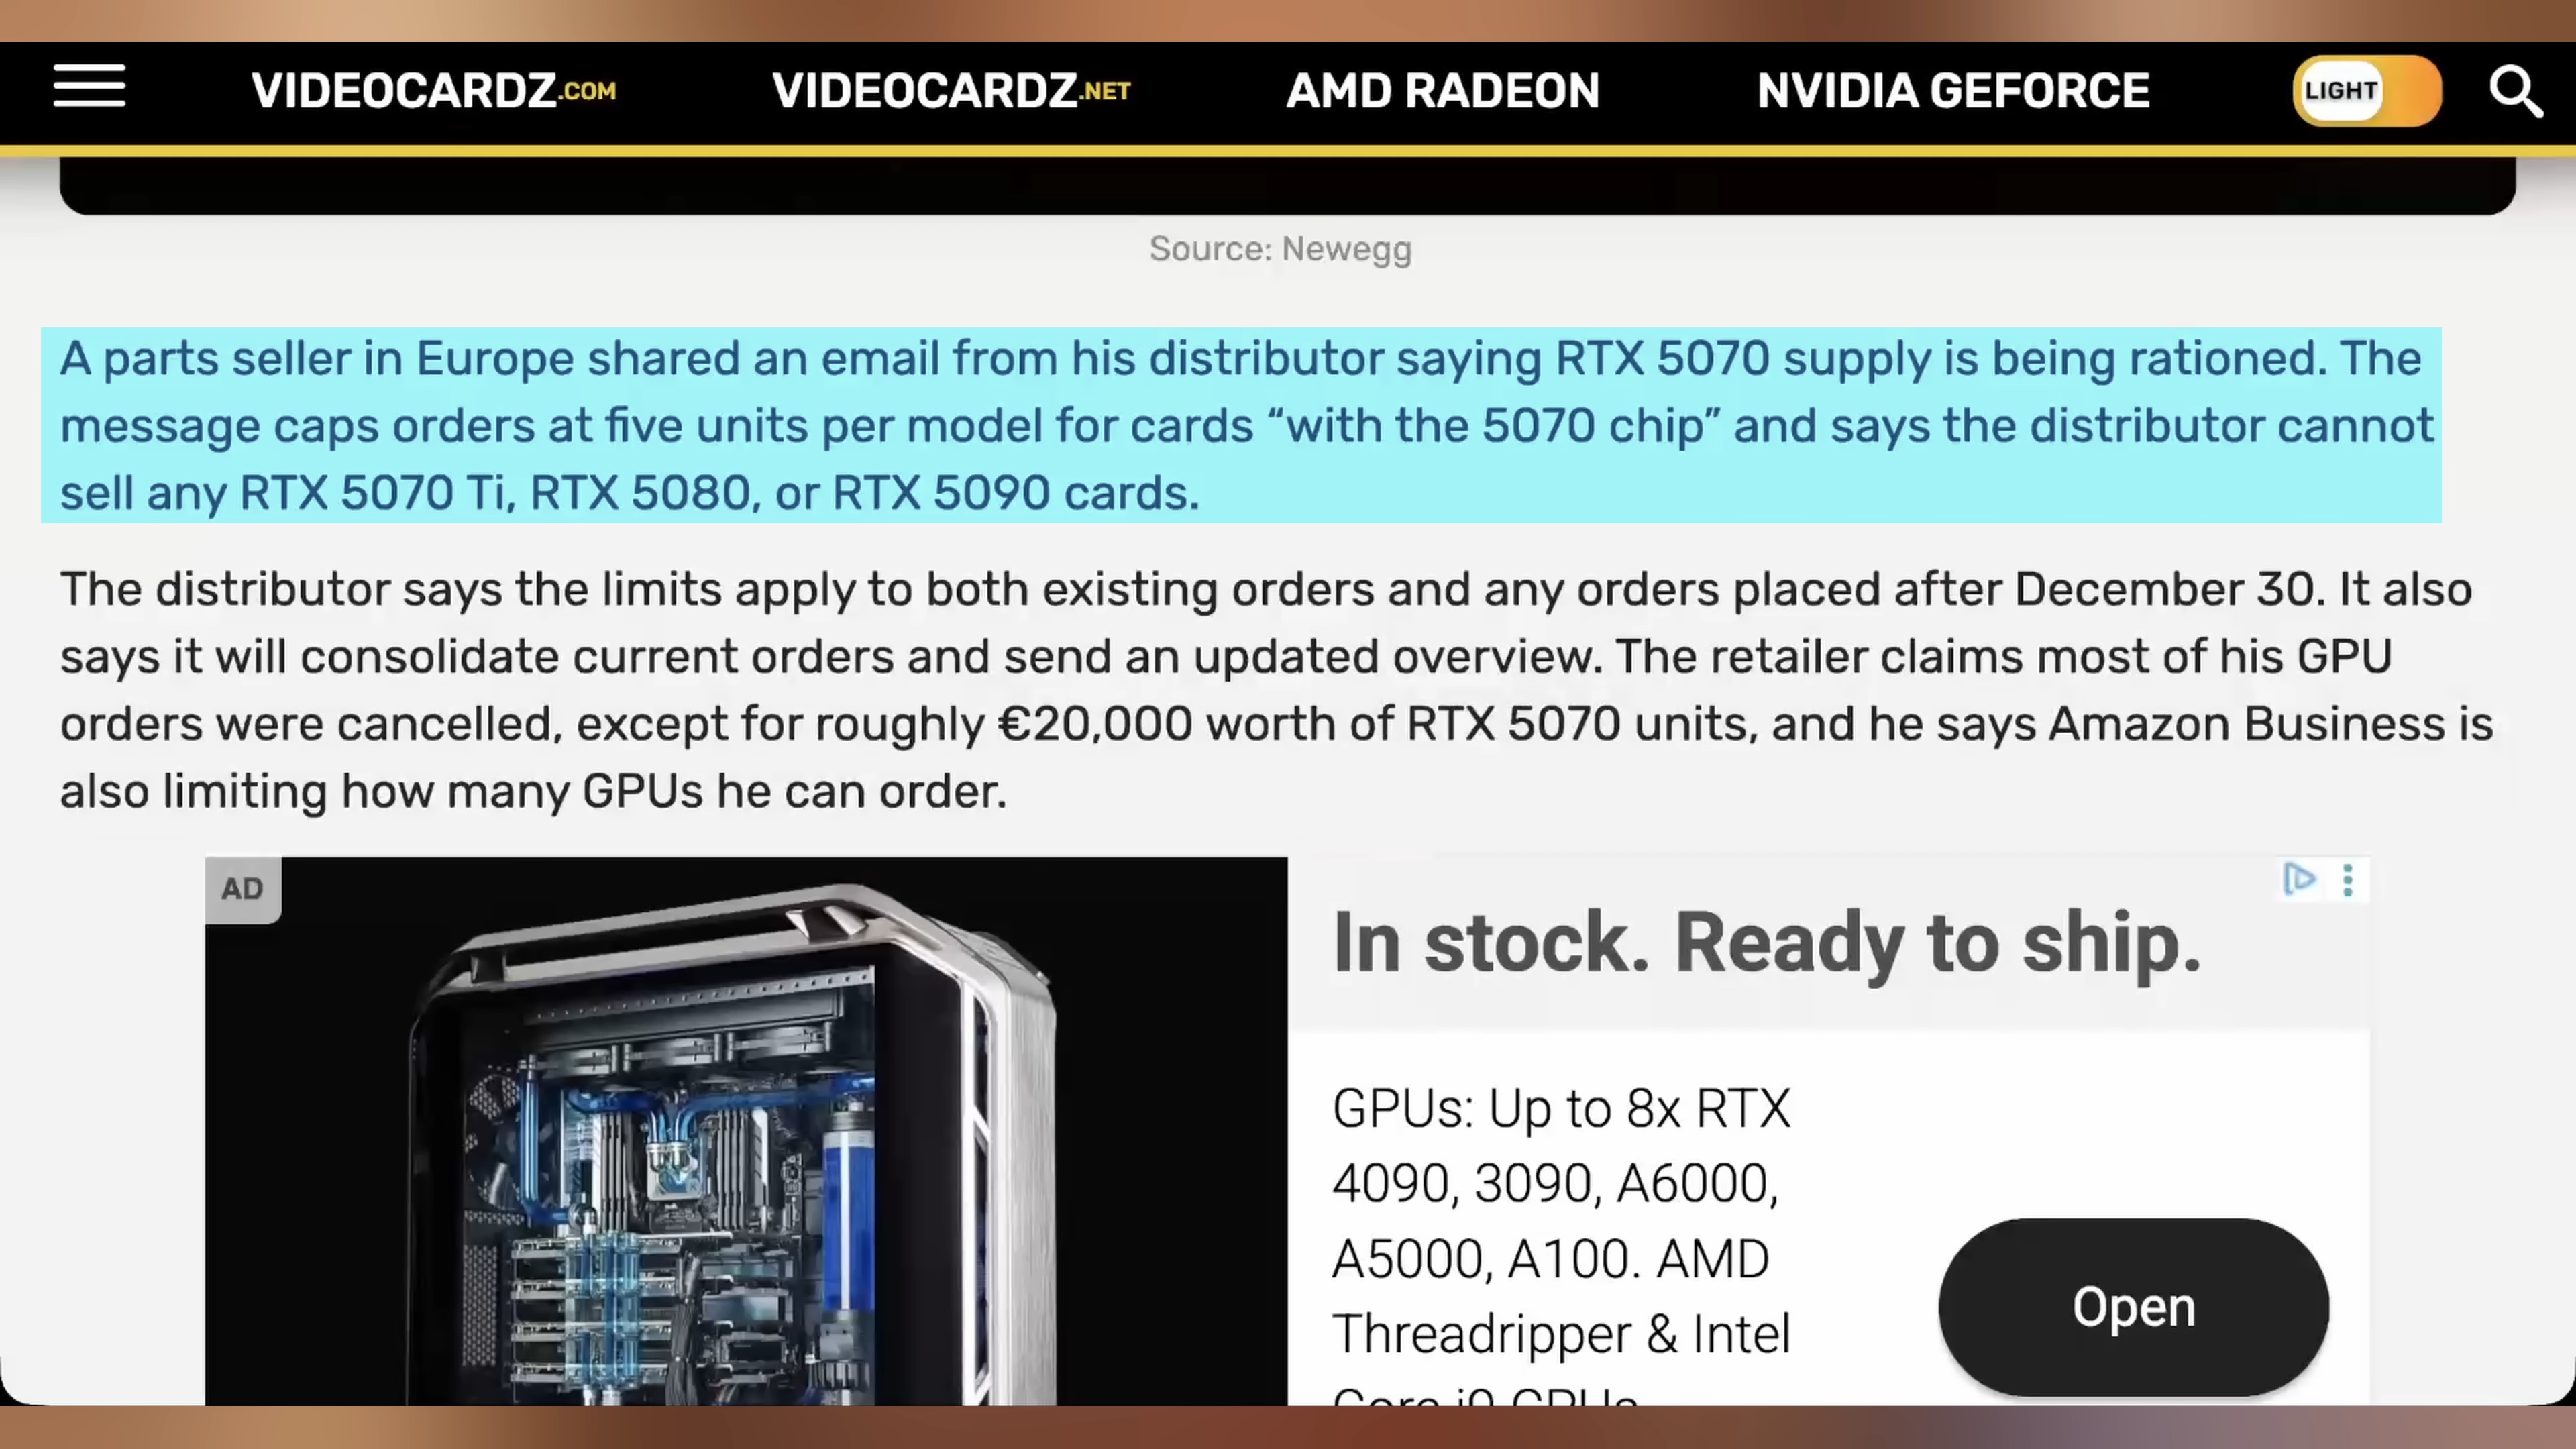 VIDEOCARDZ.COM VIDEOCARDZ.NET AMD RADEON NVIDIA GEFORCE LIGHT
Source: Newegg
A parts seller in Europe shared an email from his distributor saying RTX 5070 supply is being rationed. The
message caps orders at five units per model for cards “with the 5070 chip” and says the distributor cannot
sell any RTX 5070 Ti, RTX 5080, or RTX 5090 cards.
The distributor says the limits apply to both existing orders and any orders placed after December 30. It also
says it will consolidate current orders and send an updated overview. The retailer claims most of his GPU
orders were cancelled, except for roughly €20,000 worth of RTX 5070 units, and he says Amazon Business is
also limiting how many GPUs he can order.
AD
In stock. Ready to ship.
GPUs: Up to 8x RTX
4090, 3090, A6000,
A5000, A100. AMD
Threadripper & Intel
Open